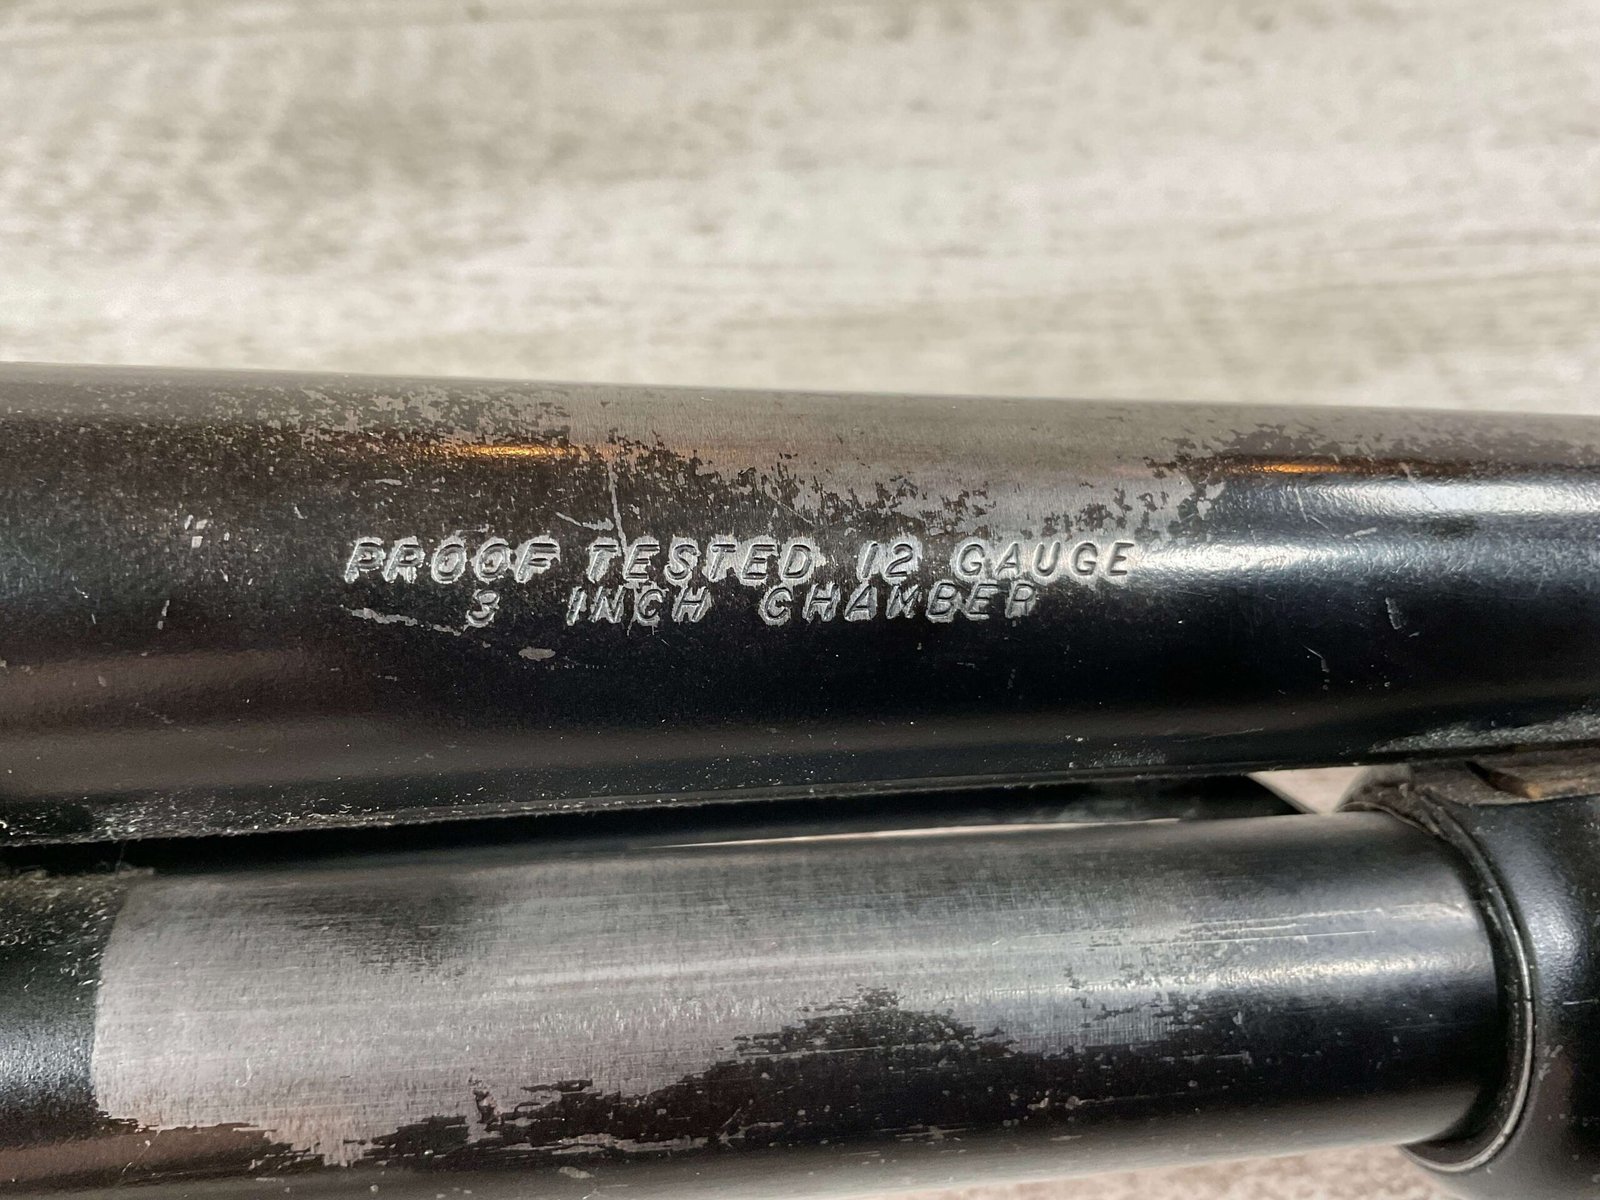 PROOF TESTED 12 GAUGE
3 INCH CHAMBER